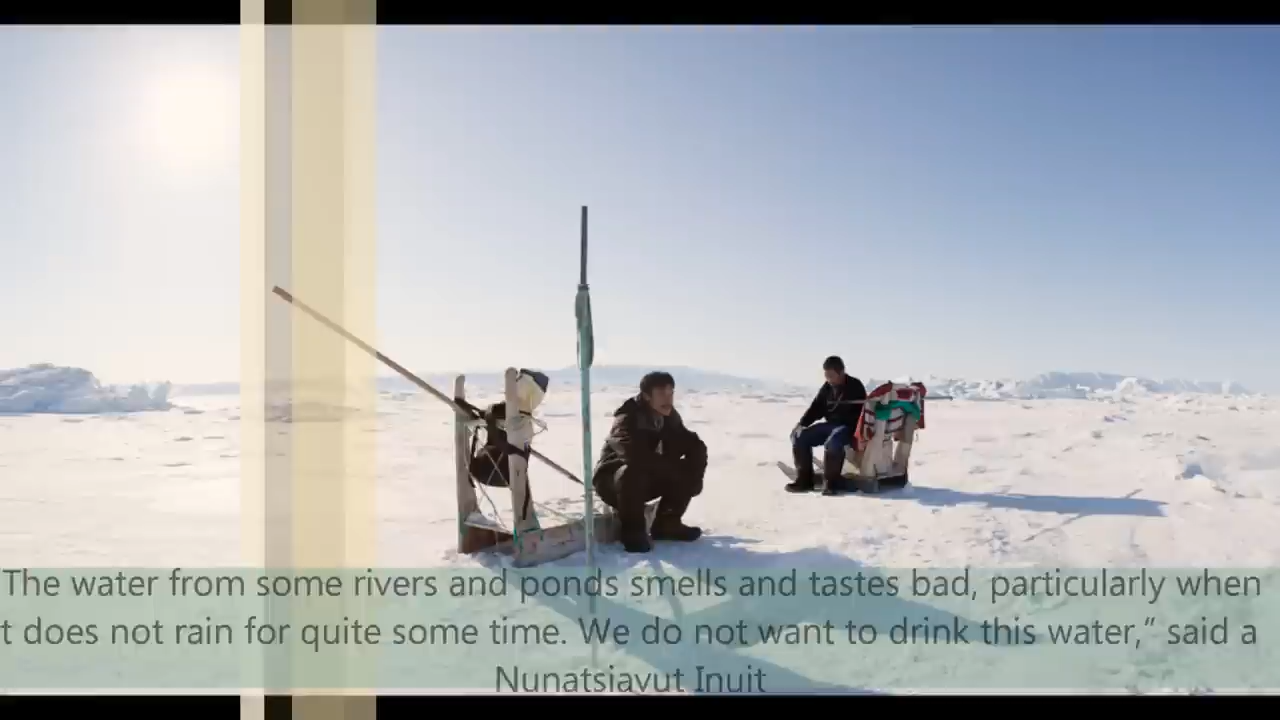 The water from some rivers and ponds smells and tastes bad, particularly when
t does not rain for quite some time. We do not want to drink this water,” said a
Nunatsiavut Inuit